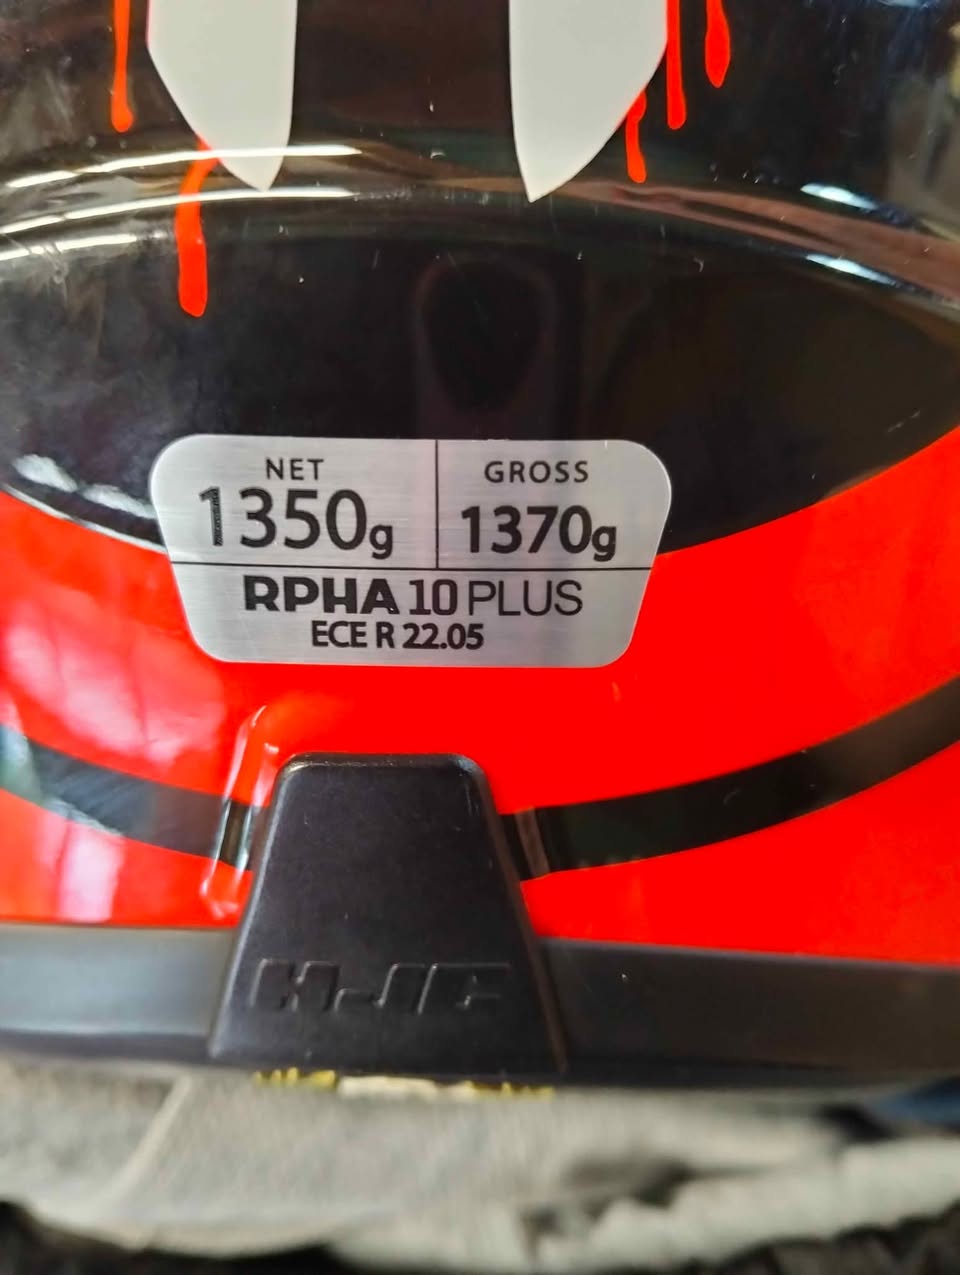 NET
1350g
GROSS
1370g
RPHA 10 PLUS
ECE R 22.05
HJC